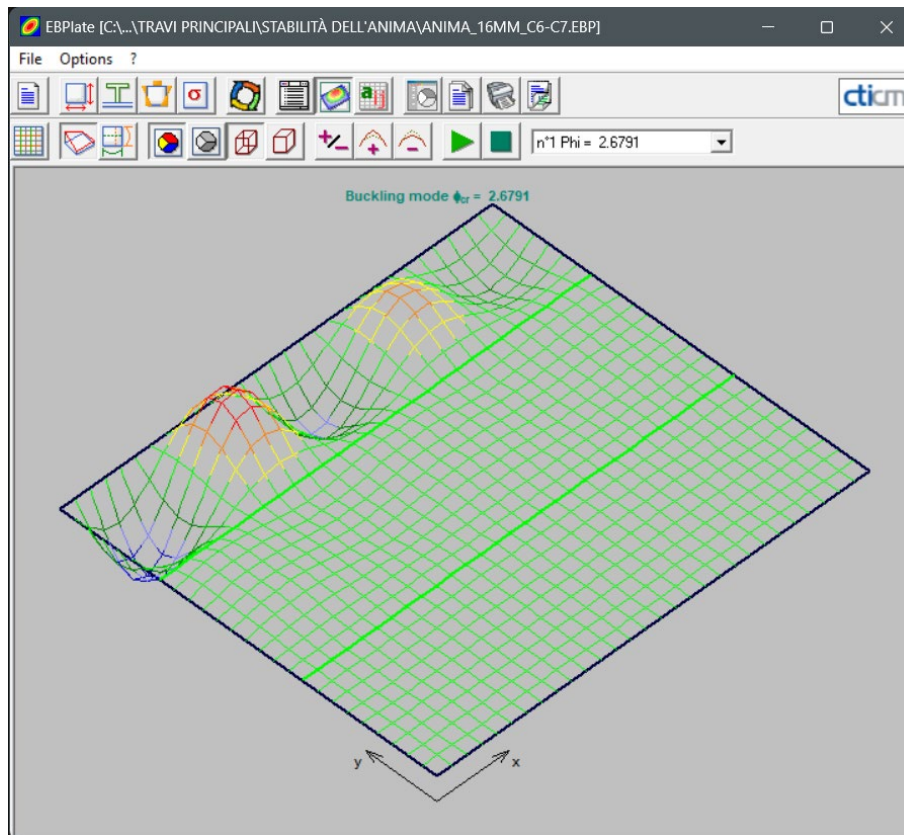 EBPlate [C:\...\TRAVI PRINCIPALI\STABILITÀ DELL'ANIMA\ANIMA_16MM_C6-C7.EBP]
File Options ?
σ
cticm
n°1 Phi = 2.6791
Buckling mode ϕcr = 2.6791
y
x